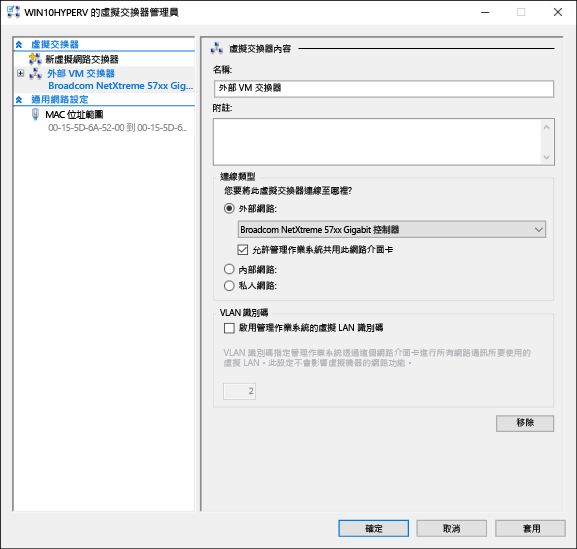 WIN10HYPERV 的虛擬交換器管理員
虛擬交換器
新虛擬網路交換器
外部 VM 交換器
Broadcom NetXtreme 57xx Gig...
通用網路設定
MAC 位址範圍
00-15-5D-6A-52-00 到 00-15-5D-6..
虛擬交換器內容
名稱:
外部 VM 交換器
附註:
連線類型
您要將此虛擬交換器連線至哪裡?
外部網路:
Broadcom NetXtreme 57xx Gigabit 控制器
允許管理作業系統共用此網路介面卡
內部網路:
私人網路:
VLAN 識別碼
啟用管理作業系統的虛擬 LAN 識別碼
VLAN 識別碼指定管理作業系統透過這個網路介面卡進行所有網路通訊所要使用的
虛擬 LAN。此設定不會影響虛擬機器的網路功能。
2
移除
確定
取消
套用